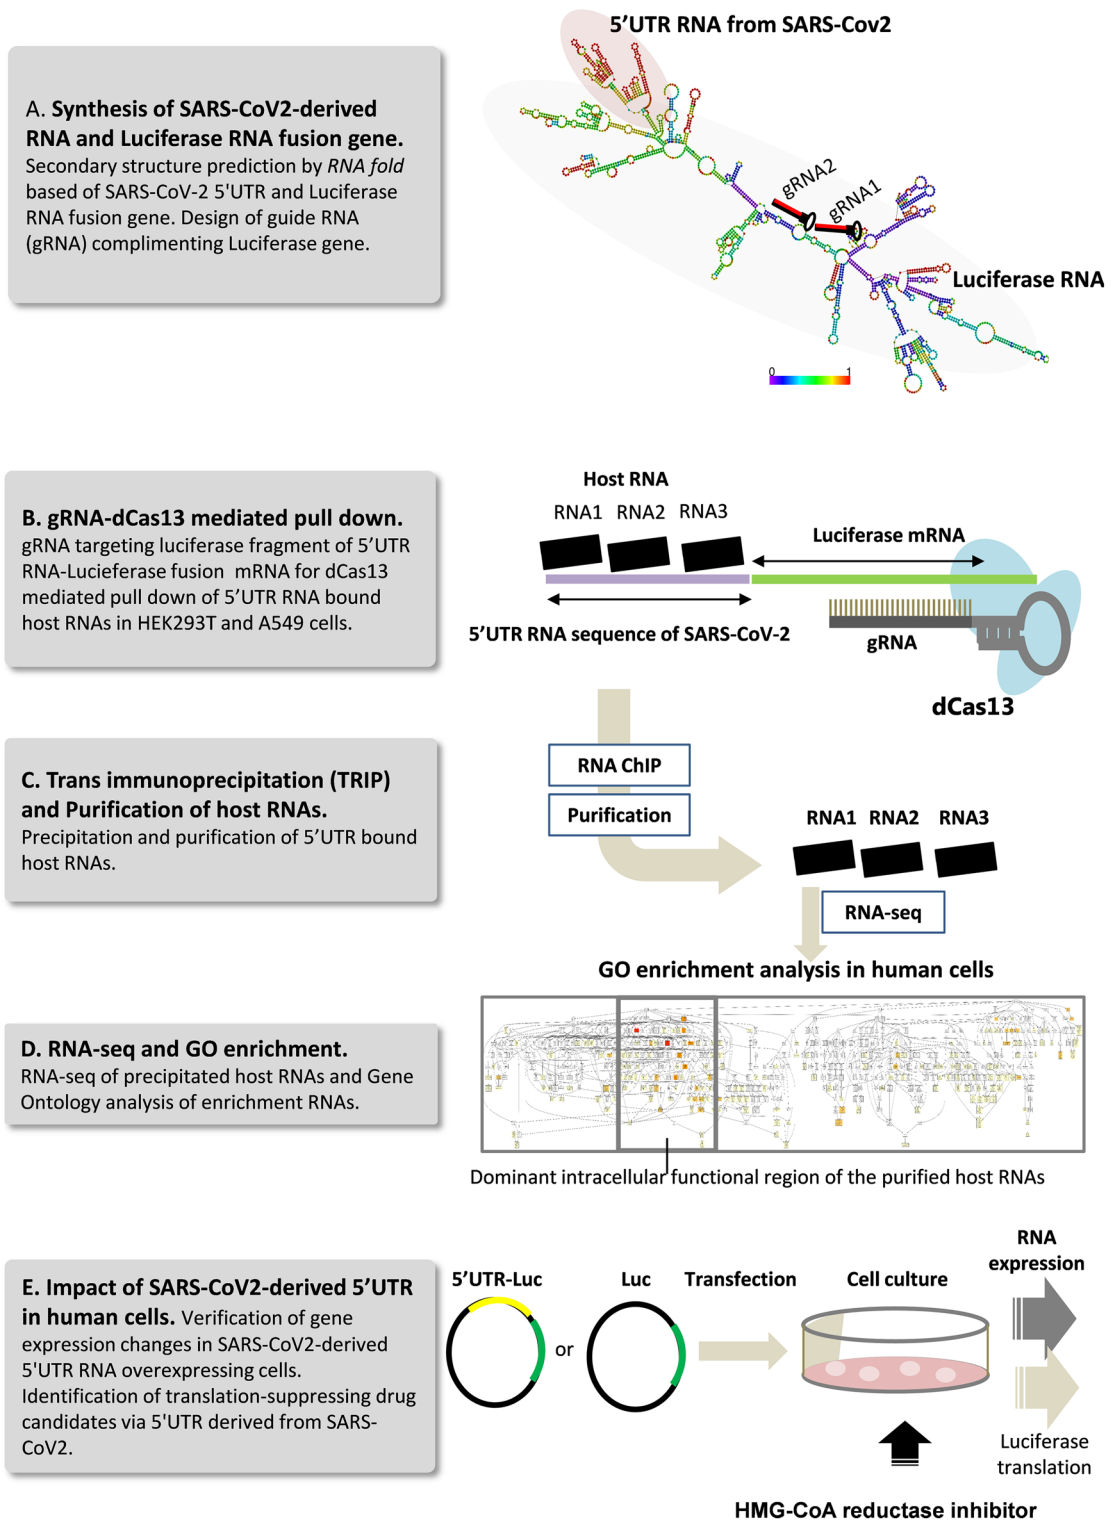 5’UTR RNA from SARS-Cov2
A. Synthesis of SARS-CoV2-derived
RNA and Luciferase RNA fusion gene.
Secondary structure prediction by RNA fold
based of SARS-CoV-2 5'UTR and Luciferase
RNA fusion gene. Design of guide RNA
(gRNA) complimenting Luciferase gene.
gRNA2
gRNA1
Luciferase RNA
0 1
B. gRNA-dCas13 mediated pull down.
gRNA targeting luciferase fragment of 5’UTR
RNA-Lucieferase fusion mRNA for dCas13
mediated pull down of 5’UTR RNA bound
host RNAs in HEK293T and A549 cells.
Host RNA
RNA1 RNA2 RNA3
Luciferase mRNA
5’UTR RNA sequence of SARS-CoV-2
gRNA
dCas13
C. Trans immunoprecipitation (TRIP)
and Purification of host RNAs.
Precipitation and purification of 5’UTR bound
host RNAs.
RNA ChIP
Purification
RNA1 RNA2 RNA3
RNA-seq
GO enrichment analysis in human cells
D. RNA-seq and GO enrichment.
RNA-seq of precipitated host RNAs and Gene
Ontology analysis of enrichment RNAs.
Dominant intracellular functional region of the purified host RNAs
E. Impact of SARS-CoV2-derived 5’UTR
in human cells. Verification of gene
expression changes in SARS-CoV2-derived
5'UTR RNA overexpressing cells.
Identification of translation-suppressing drug
candidates via 5'UTR derived from SARS-
CoV2.
5’UTR-Luc
or
Luc
Transfection
Cell culture
RNA
expression
Luciferase
translation
HMG-CoA reductase inhibitor